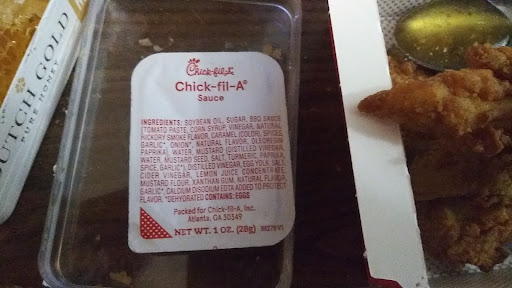 DUTCH GOLD
PURE HONEY
Chick-fil-A
Chick-fil-A®
Sauce
INGREDIENTS: SOYBEAN OIL, SUGAR, BBQ SAUCE
(TOMATO PASTE, CORN SYRUP, VINEGAR, NATURAL
HICKORY SMOKE FLAVOR, CARAMEL (COLOR), SPICES,
GARLIC*, ONION*, NATURAL FLAVOR, OLEORESIN
PAPRIKA), WATER, MUSTARD (DISTILLED VINEGAR,
WATER, MUSTARD SEED, SALT, TURMERIC, PAPRIKA,
SPICE, GARLIC*), DISTILLED VINEGAR, EGG YOLK, SALT,
CIDER VINEGAR, LEMON JUICE CONCENTRATE,
MUSTARD FLOUR, XANTHAN GUM, NATURAL FLAVOR,
GARLIC*, CALCIUM DISODIUM EDTA ADDED TO PROTECT
FLAVOR. *DEHYDRATED CONTAINS: EGGS
Packed for Chick-fil-A, Inc.
Atlanta, GA 30349
NET WT. 1 OZ. (28g)